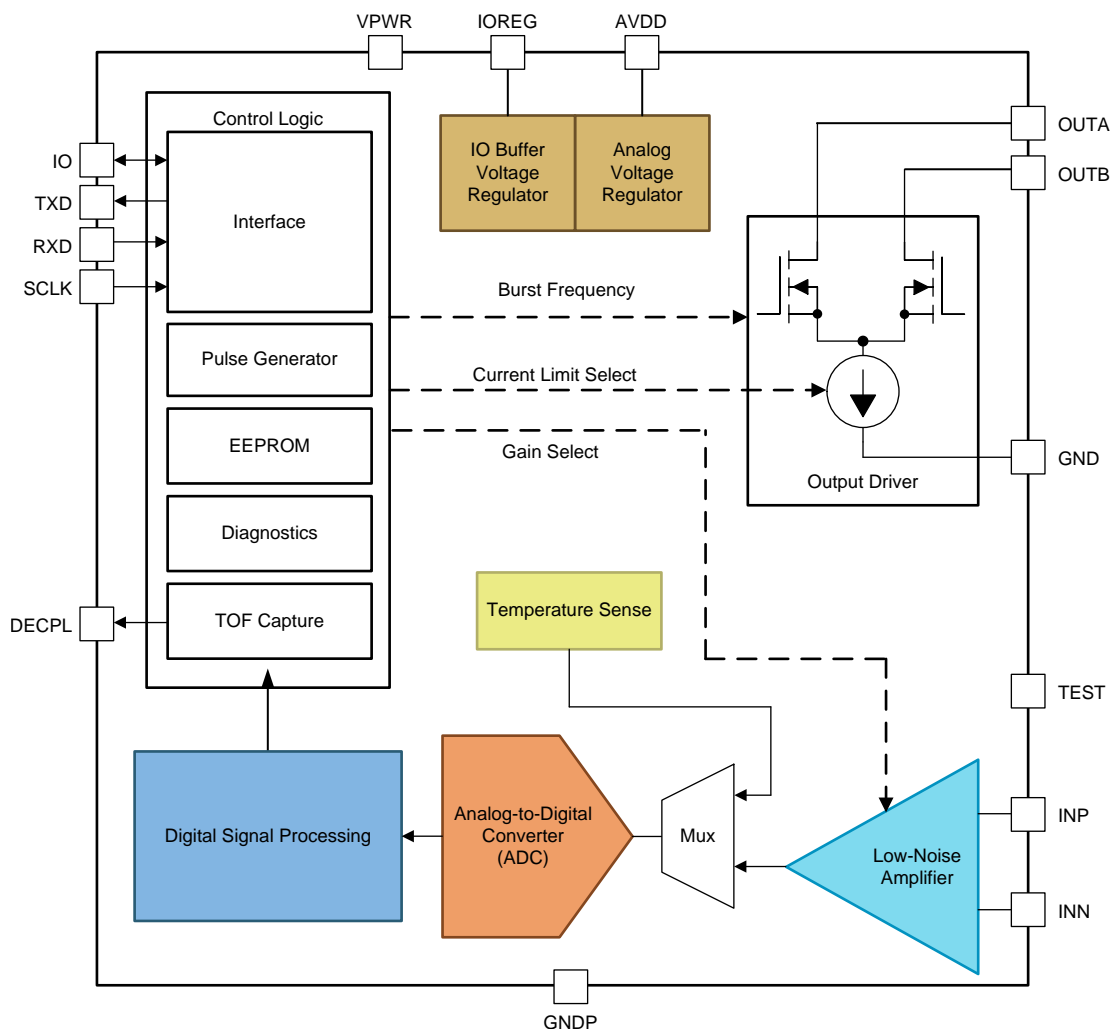 VPWR
IOREG
AVDD
Control Logic
IO
TXD
RXD
SCLK
Interface
IO Buffer
Voltage
Regulator
Analog
Voltage
Regulator
OUTA
OUTB
Burst Frequency
Pulse Generator
Current Limit Select
EEPROM
Gain Select
GND
Output Driver
Diagnostics
DECPL
TOF Capture
Temperature Sense
TEST
Digital Signal Processing
Analog-to-Digital
Converter
(ADC)
Mux
Low-Noise
Amplifier
INP
INN
GNDP